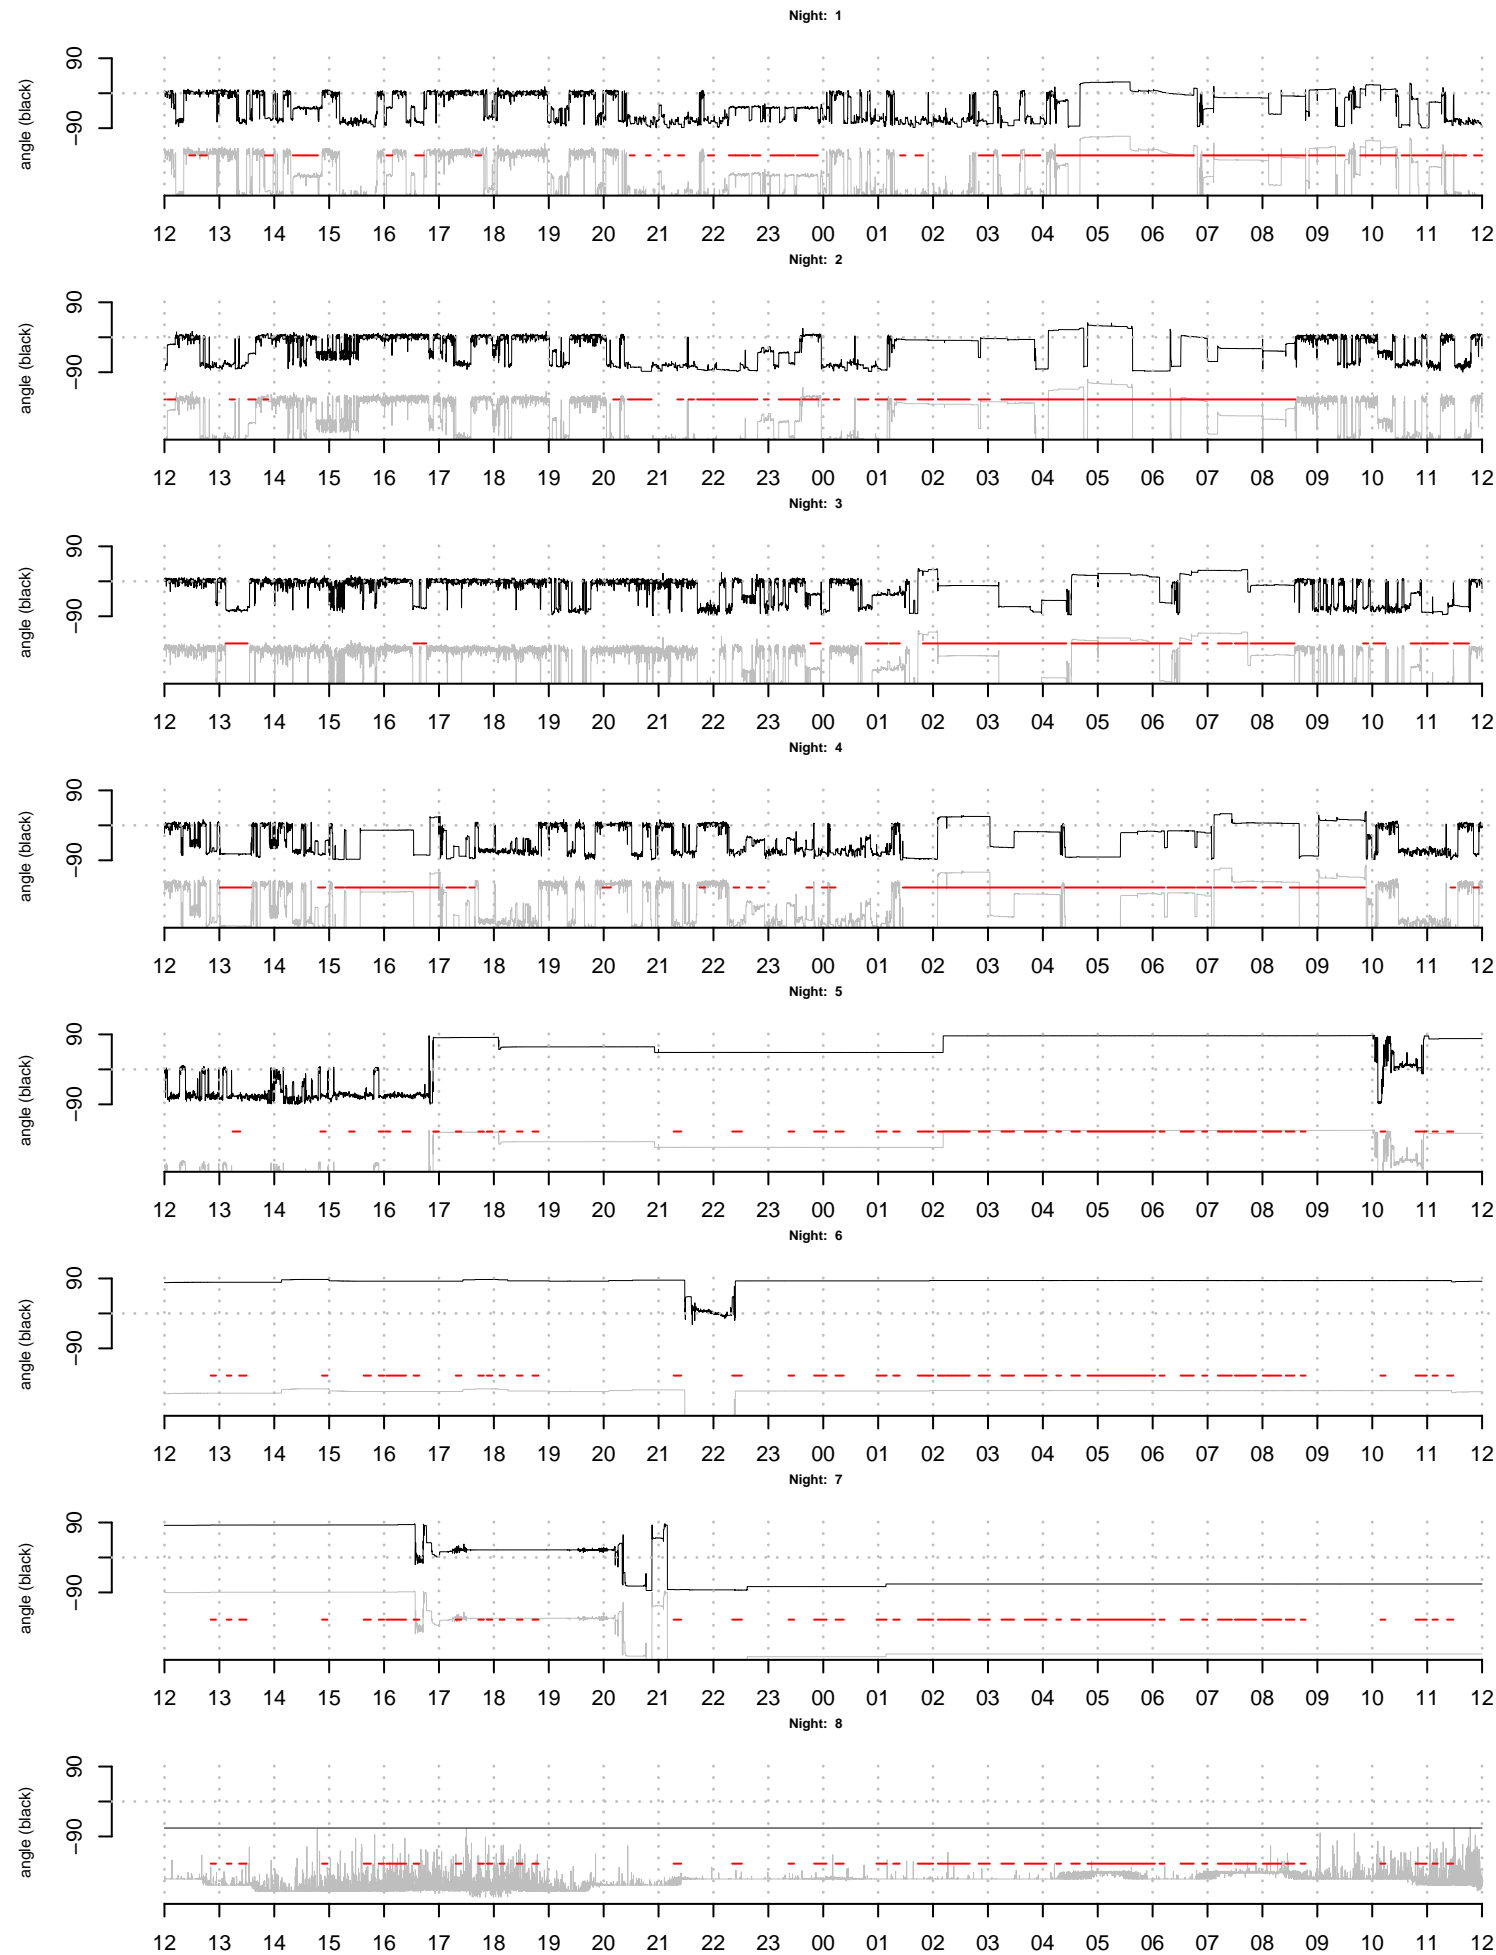 Night: 1
90
-90
angle (black)
12 13 14 15 16 17 18 19 20 21 22 23 00 01 02 03 04 05 06 07 08 09 10 11 12
Night: 2
90
-90
angle (black)
12 13 14 15 16 17 18 19 20 21 22 23 00 01 02 03 04 05 06 07 08 09 10 11 12
Night: 3
90
-90
angle (black)
12 13 14 15 16 17 18 19 20 21 22 23 00 01 02 03 04 05 06 07 08 09 10 11 12
Night: 4
90
-90
angle (black)
12 13 14 15 16 17 18 19 20 21 22 23 00 01 02 03 04 05 06 07 08 09 10 11 12
Night: 5
90
-90
angle (black)
12 13 14 15 16 17 18 19 20 21 22 23 00 01 02 03 04 05 06 07 08 09 10 11 12
Night: 6
90
-90
angle (black)
12 13 14 15 16 17 18 19 20 21 22 23 00 01 02 03 04 05 06 07 08 09 10 11 12
Night: 7
90
-90
angle (black)
12 13 14 15 16 17 18 19 20 21 22 23 00 01 02 03 04 05 06 07 08 09 10 11 12
Night: 8
90
-90
angle (black)
12 13 14 15 16 17 18 19 20 21 22 23 00 01 02 03 04 05 06 07 08 09 10 11 12